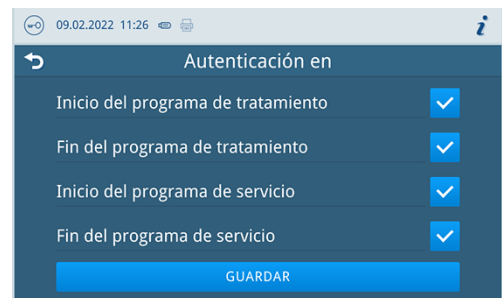 09.02.2022 11:26
i
Autenticación en
Inicio del programa de tratamiento
Fin del programa de tratamiento
Inicio del programa de servicio
Fin del programa de servicio
GUARDAR